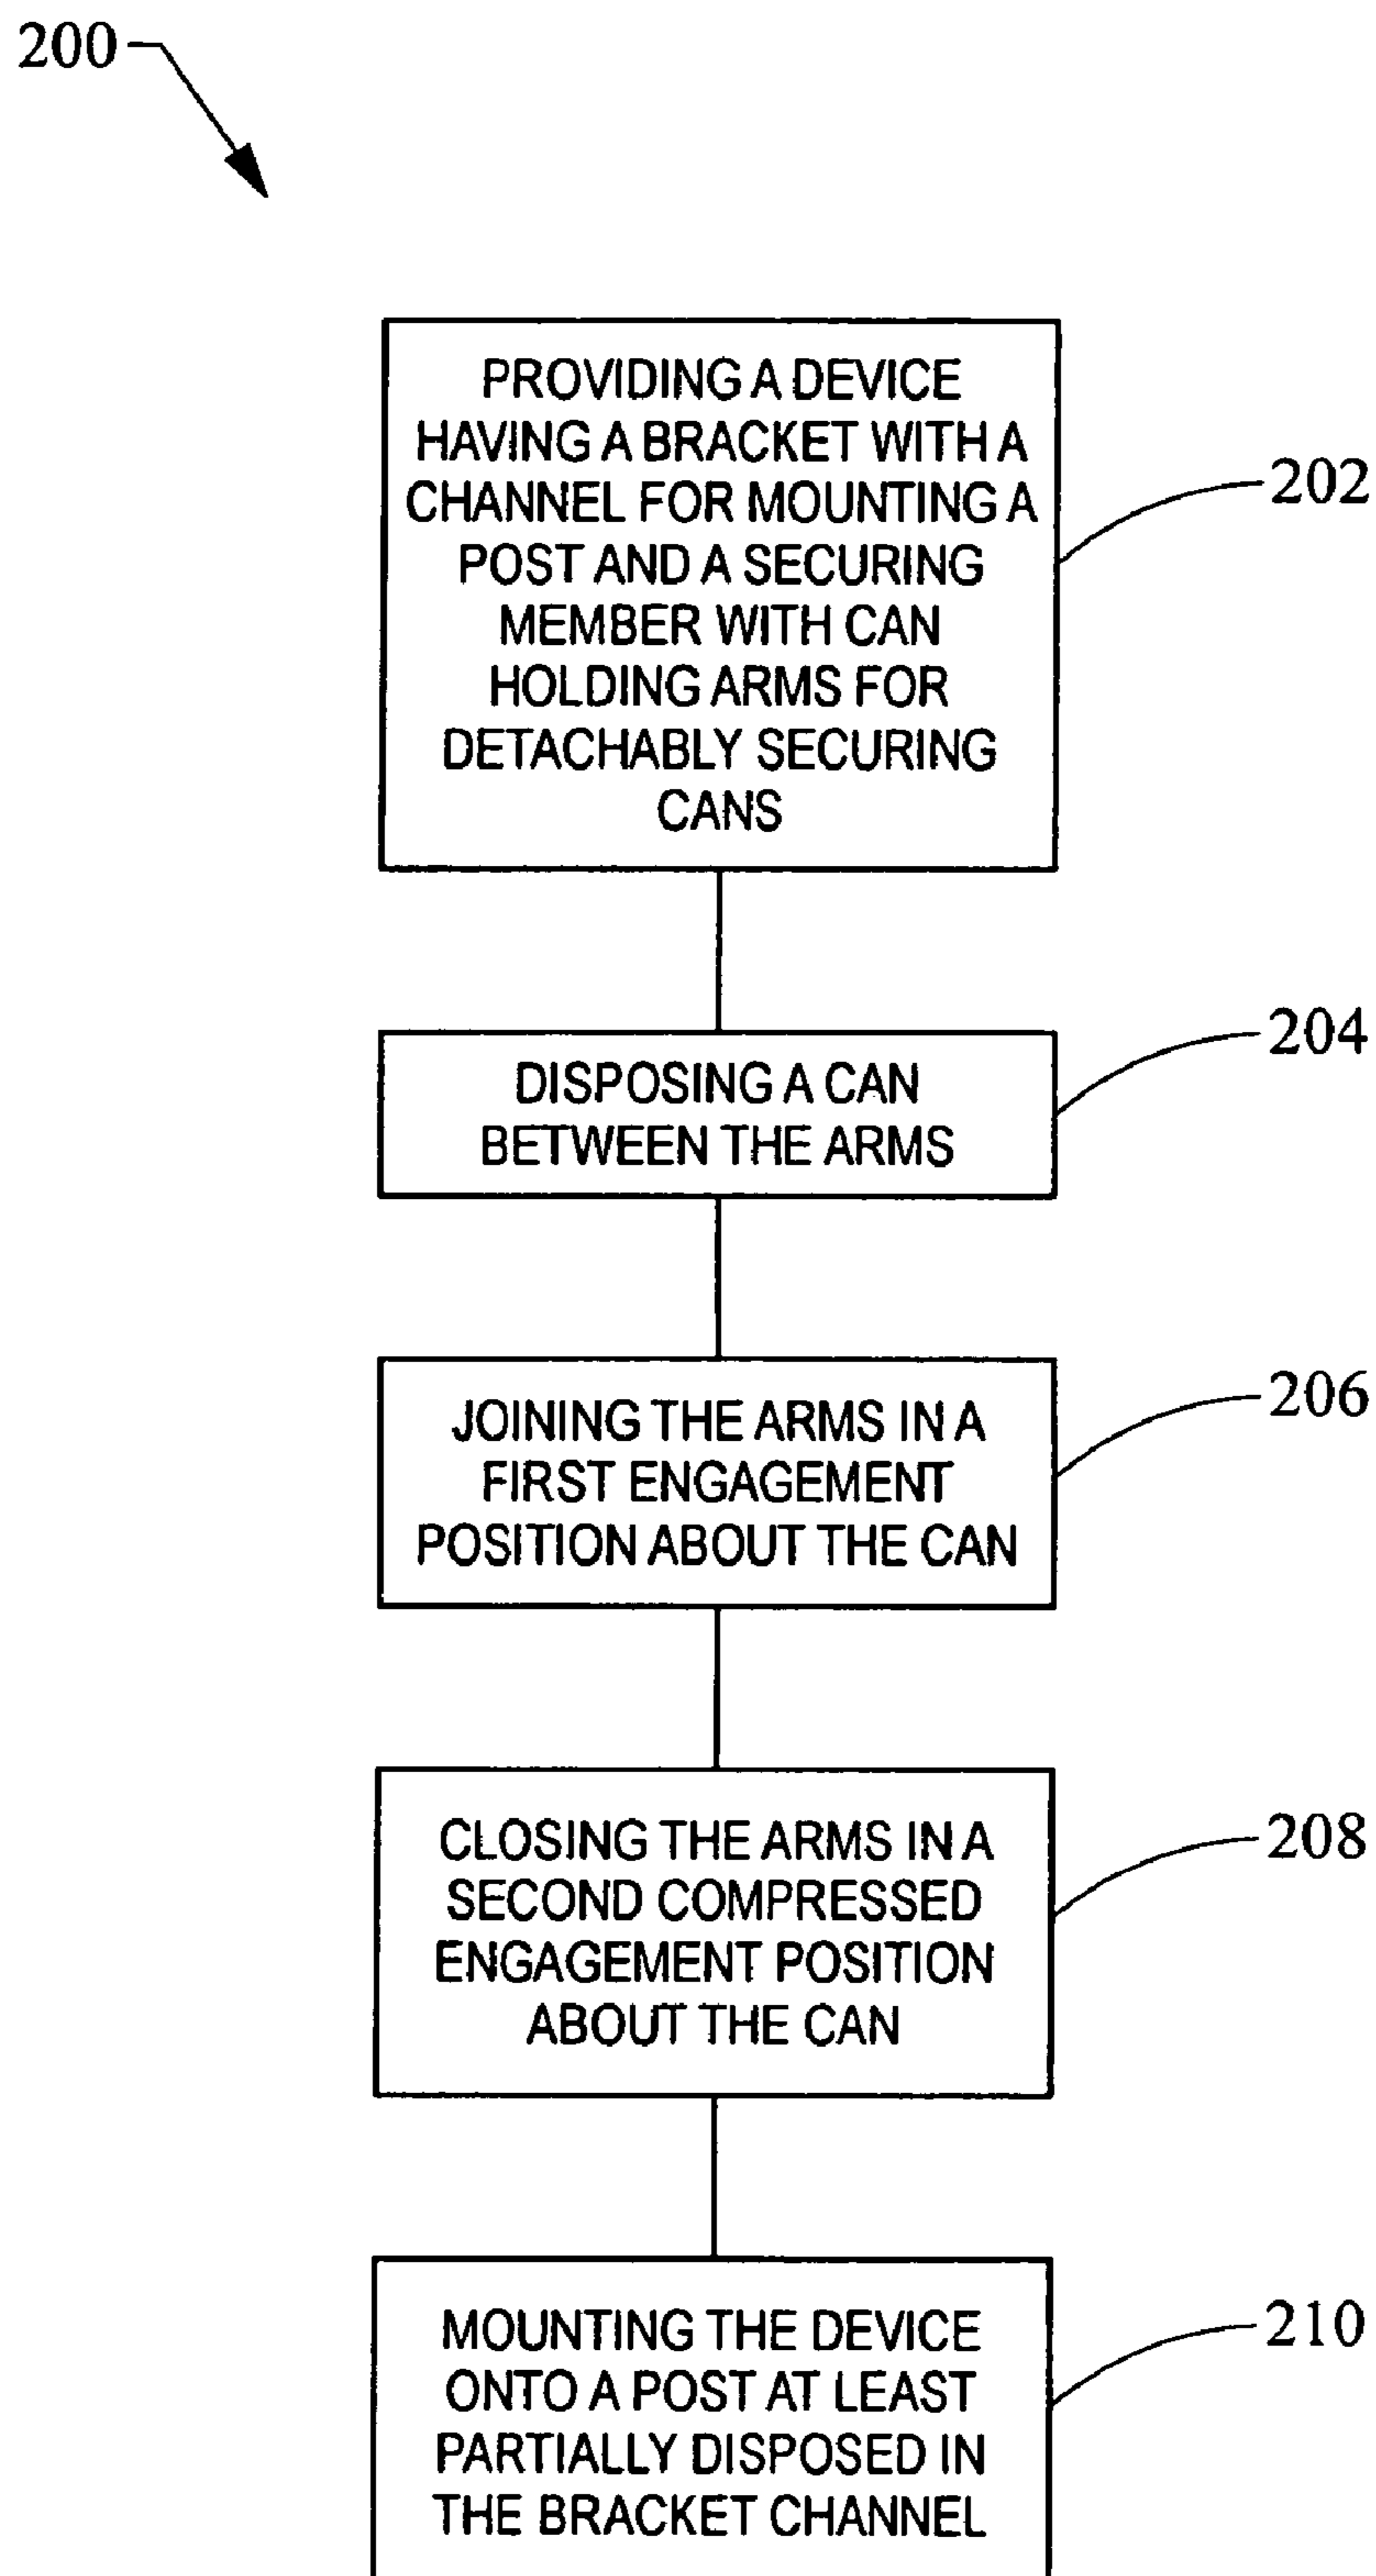 200
PROVIDING A DEVICE
HAVING A BRACKET WITH A
CHANNEL FOR MOUNTING A
POST AND A SECURING
MEMBER WITH CAN
HOLDING ARMS FOR
DETACHABLY SECURING
CANS
202
DISPOSING A CAN
BETWEEN THE ARMS
204
JOINING THE ARMS IN A
FIRST ENGAGEMENT
POSITION ABOUT THE CAN
206
CLOSING THE ARMS IN A
SECOND COMPRESSED
ENGAGEMENT POSITION
ABOUT THE CAN
208
MOUNTING THE DEVICE
ONTO A POST AT LEAST
PARTIALLY DISPOSED IN
THE BRACKET CHANNEL
210